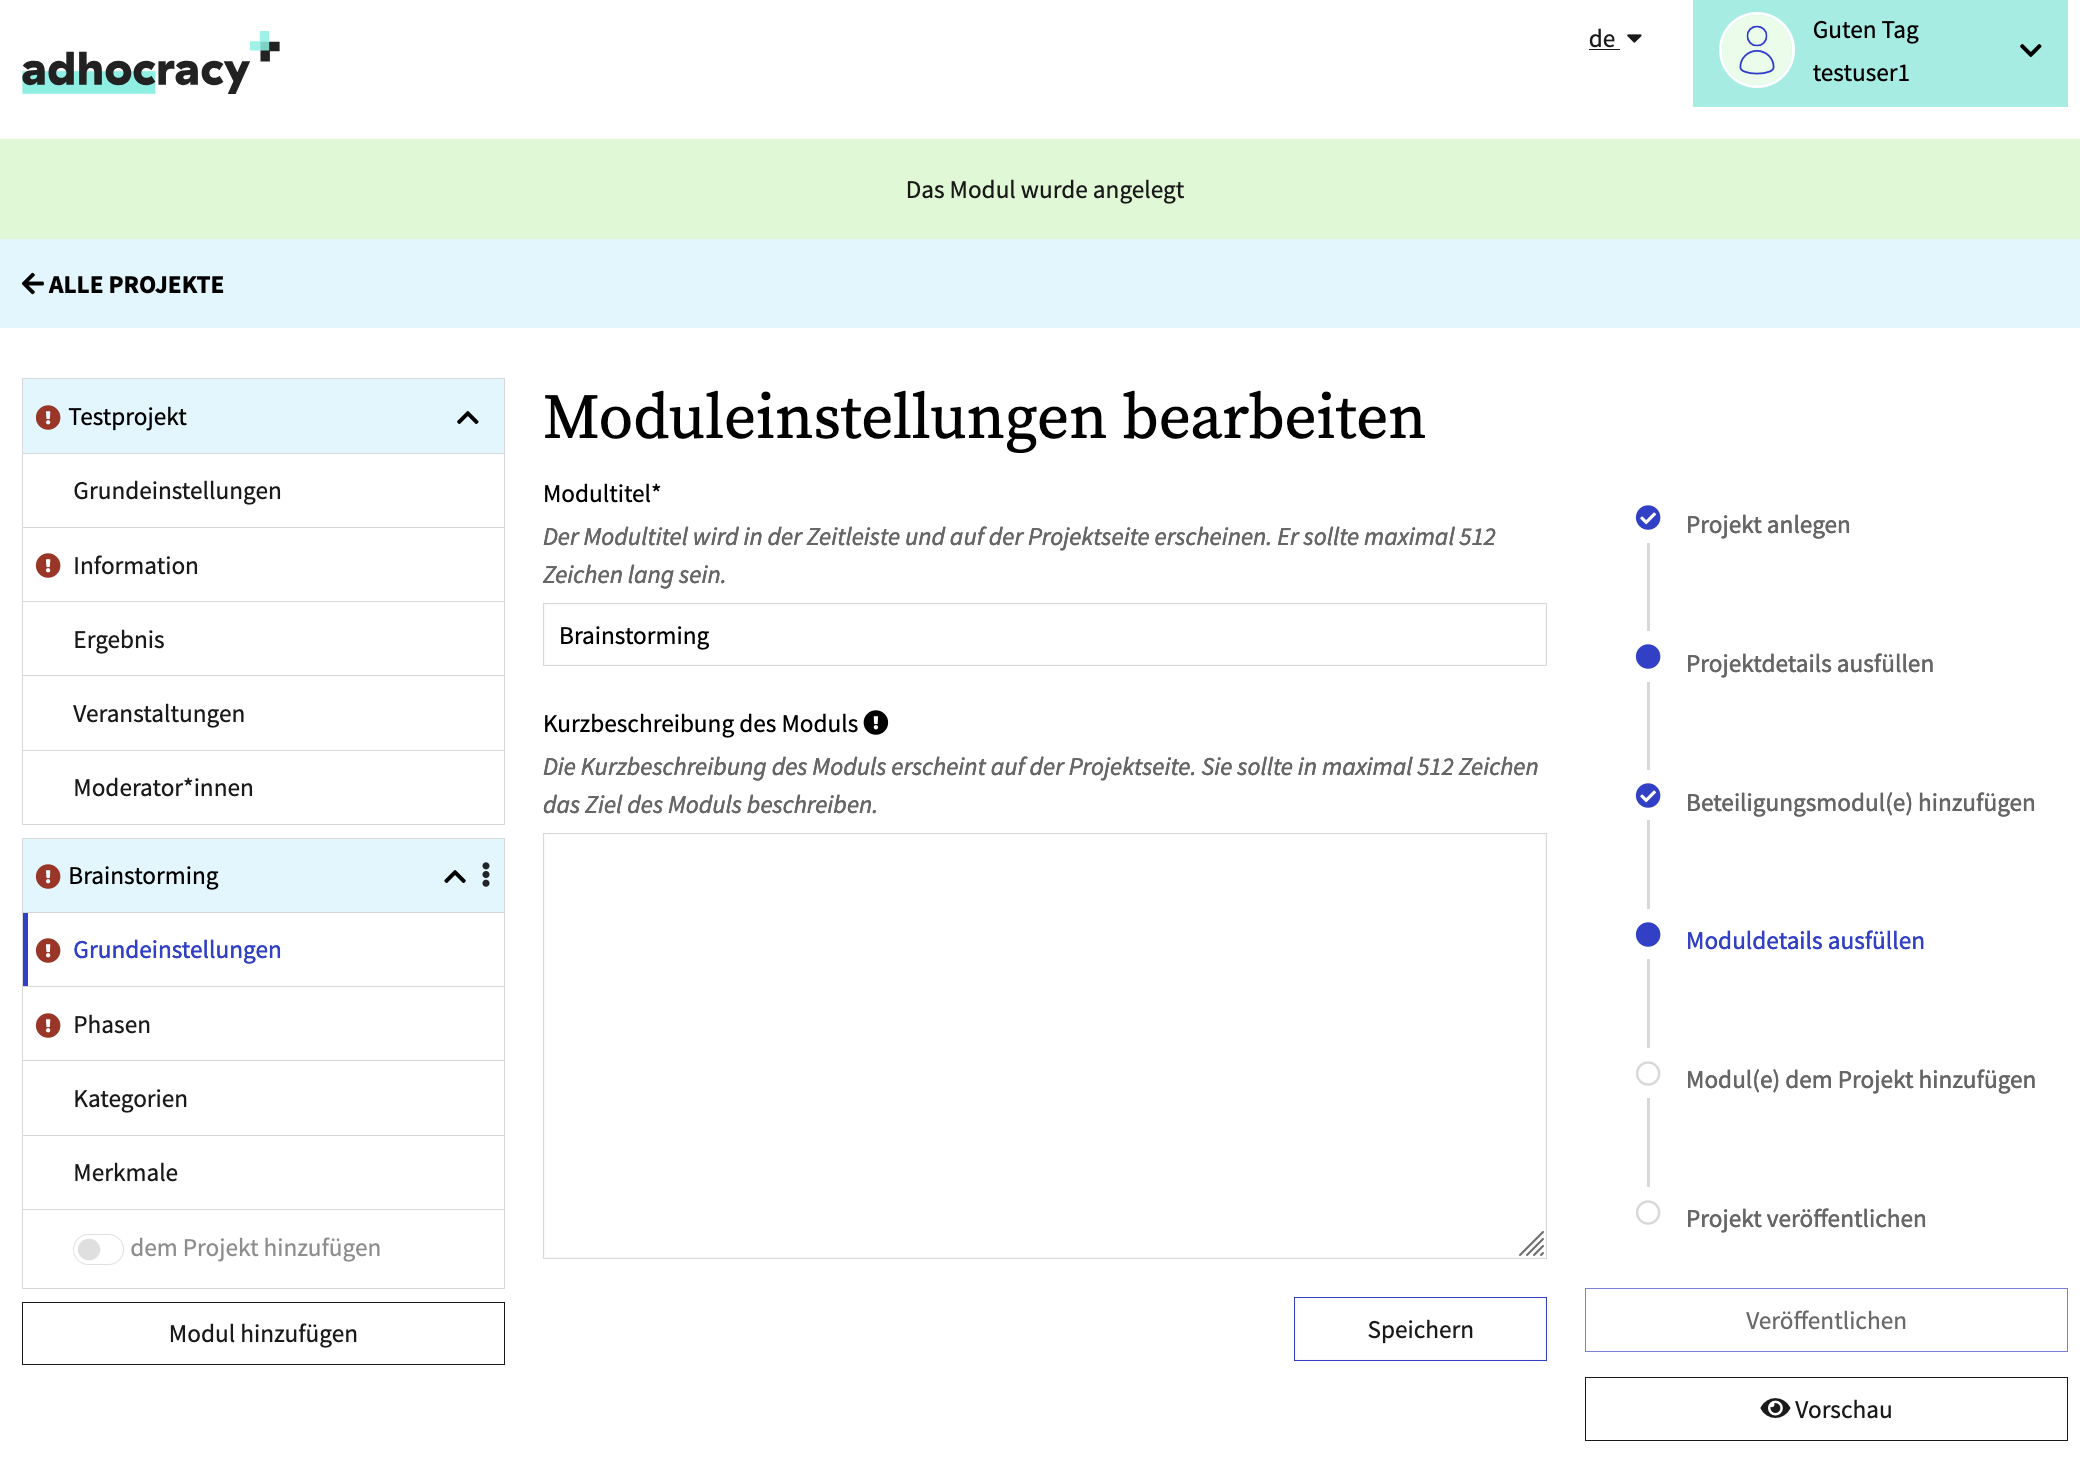 adhocracy
de
Guten Tag
testuser1
Das Modul wurde angelegt
ALLE PROJEKTE
Testprojekt
Grundeinstellungen
Information
Ergebnis
Veranstaltungen
Moderator*innen
Brainstorming
Grundeinstellungen
Phasen
Kategorien
Merkmale
dem Projekt hinzufügen
Modul hinzufügen
Moduleinstellungen bearbeiten
Modultitel*
Der Modultitel wird in der Zeitleiste und auf der Projektseite erscheinen. Er sollte maximal 512
Zeichen lang sein.
Brainstorming
Kurzbeschreibung des Moduls
Die Kurzbeschreibung des Moduls erscheint auf der Projektseite. Sie sollte in maximal 512 Zeichen
das Ziel des Moduls beschreiben.
Speichern
Projekt anlegen
Projektdetails ausfüllen
Beteiligungsmodul(e) hinzufügen
Moduldetails ausfüllen
Modul(e) dem Projekt hinzufügen
Projekt veröffentlichen
Veröffentlichen
Vorschau